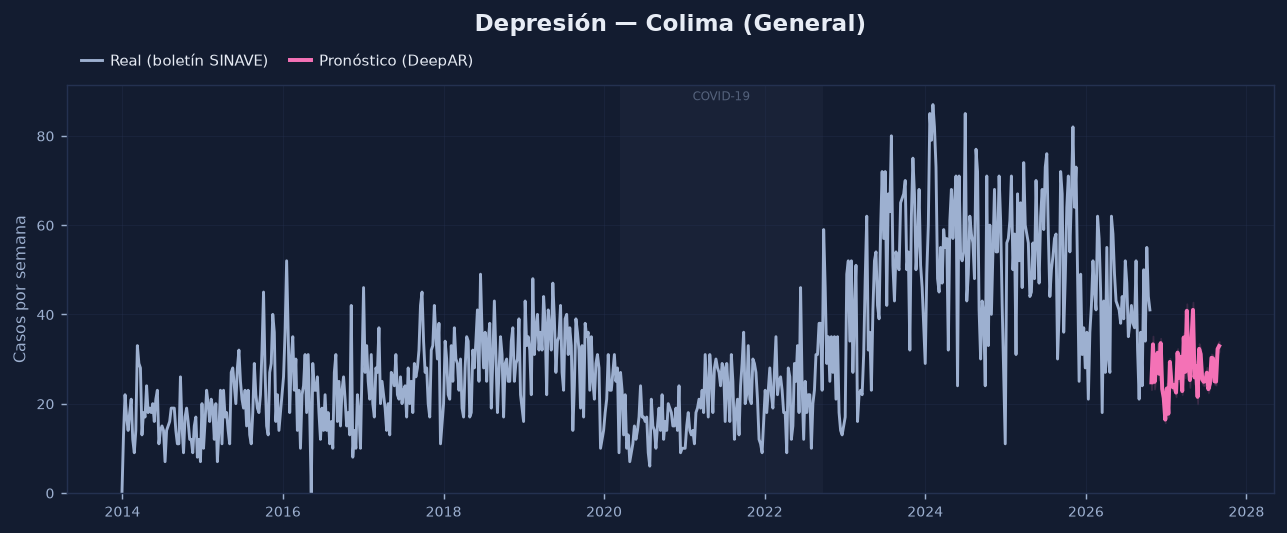 Depresión — Colima (General)
Real (boletín SINAVE)
Pronóstico (DeepAR)
COVID-19
Casos por semana
80
60
40
20
0
2014
2016
2018
2020
2022
2024
2026
2028